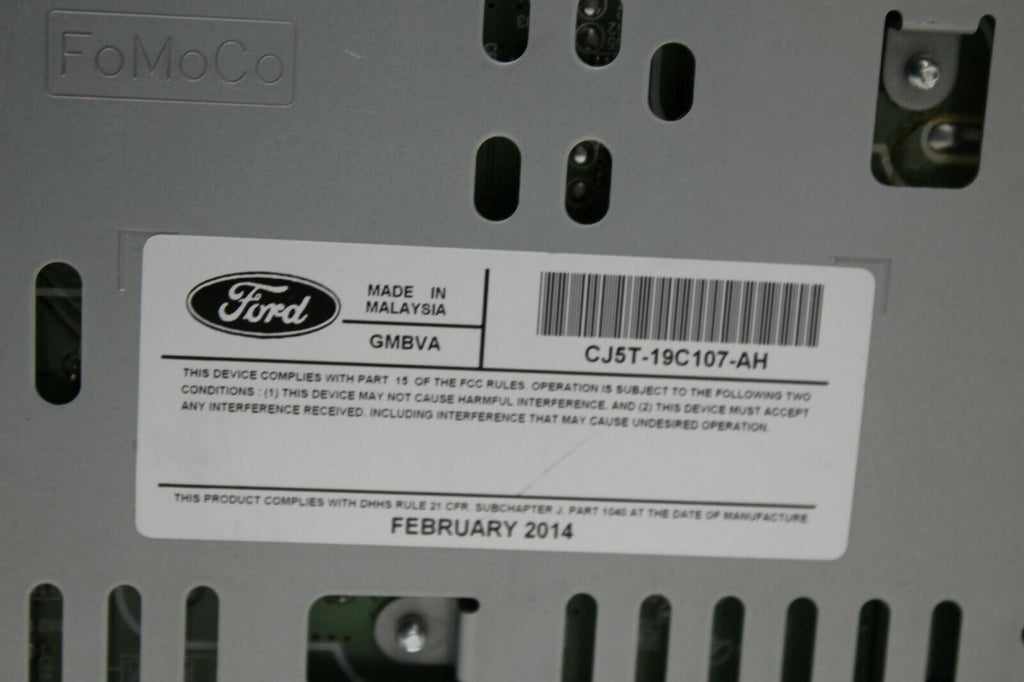 FoMoCo
Ford
MADE IN
MALAYSIA
GMBVA
CJ5T-19C107-AH
THIS DEVICE COMPLIES WITH PART 15 OF THE FCC RULES. OPERATION IS SUBJECT TO THE FOLLOWING TWO
CONDITIONS : (1) THIS DEVICE MAY NOT CAUSE HARMFUL INTERFERENCE, AND (2) THIS DEVICE MUST ACCEPT
ANY INTERFERENCE RECEIVED, INCLUDING INTERFERENCE THAT MAY CAUSE UNDESIRED OPERATION.
THIS PRODUCT COMPLIES WITH DHHS RULE 21 CFR, SUBCHAPTER J, PART 1040 AT THE DATE OF MANUFACTURE
FEBRUARY 2014